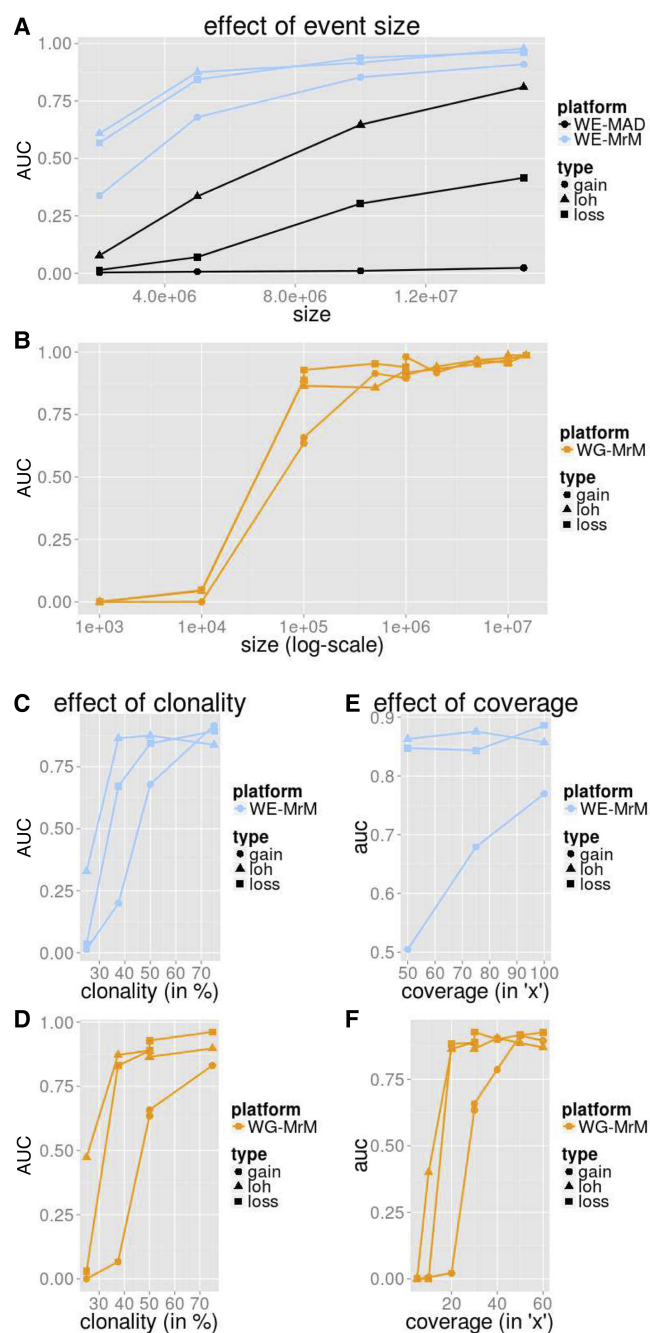 A
effect of event size
1.00
0.75
0.50
0.25
0.00
AUC
4.0e+06 8.0e+06 1.2e+07
size
platform
WE-MAD
WE-MrM
type
gain
loh
loss
B
1.00
0.75
0.50
0.25
0.00
AUC
1e+03 1e+04 1e+05 1e+06 1e+07
size (log-scale)
platform
WG-MrM
type
gain
loh
loss
C
effect of clonality
0.75
0.50
0.25
0.00
AUC
30 40 50 60 70
clonality (in %)
platform
WE-MrM
type
gain
loh
loss
E
effect of coverage
0.9
0.8
0.7
0.6
0.5
auc
50 60 70 80 90 100
coverage (in 'x')
platform
WE-MrM
type
gain
loh
loss
D
1.00
0.75
0.50
0.25
0.00
AUC
30 40 50 60 70
clonality (in %)
platform
WG-MrM
type
gain
loh
loss
F
0.75
0.50
0.25
0.00
auc
20 40 60
coverage (in 'x')
platform
WG-MrM
type
gain
loh
loss